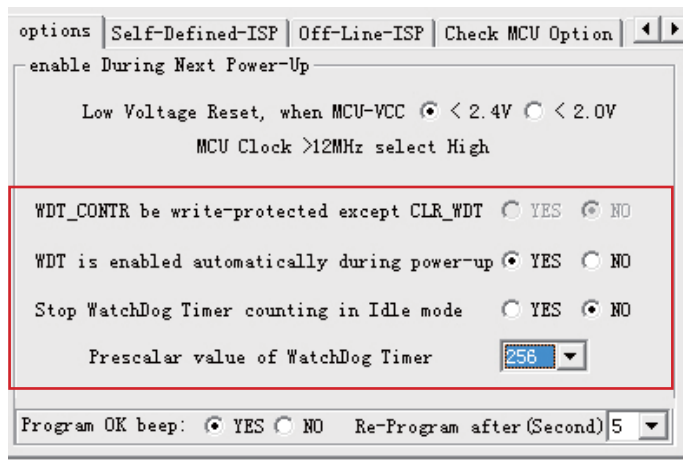 options Self-Defined-ISP Off-Line-ISP Check MCU Option
enable During Next Power-Up
Low Voltage Reset, when MCU-VCC < 2.4V < 2.0V
MCU Clock >12MHz select High
WDT_CONTR be write-protected except CLR_WDT YES NO
WDT is enabled automatically during power-up YES NO
Stop WatchDog Timer counting in Idle mode YES NO
Prescalar value of WatchDog Timer 256
Program OK beep: YES NO Re-Program after(Second) 5